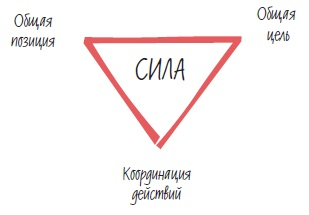 Общая
позиция
Общая
цель
СИЛА
Координация
действий